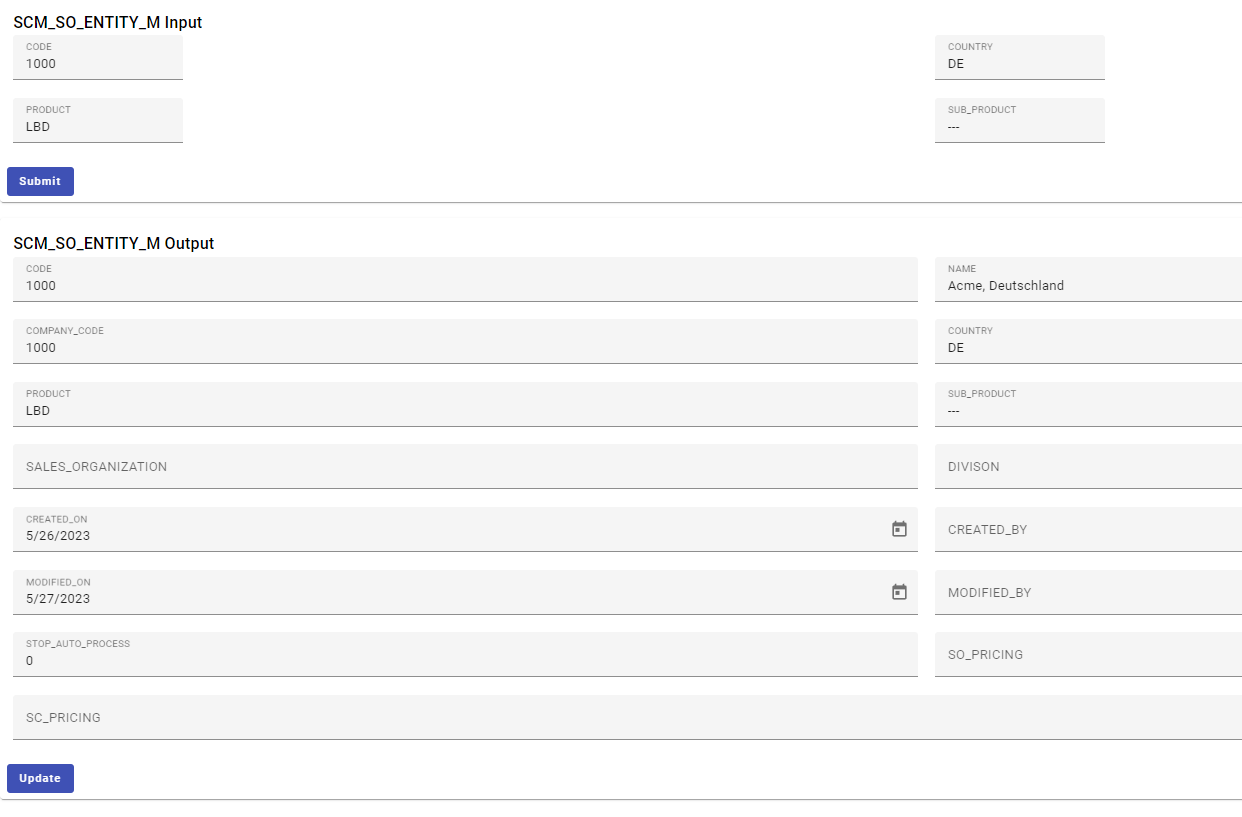 SCM_SO_ENTITY_M Input
CODE
1000
COUNTRY
DE
PRODUCT
LBD
SUB_PRODUCT
---
Submit
SCM_SO_ENTITY_M Output
CODE
1000
NAME
Acme, Deutschland
COMPANY_CODE
1000
COUNTRY
DE
PRODUCT
LBD
SUB_PRODUCT
---
SALES_ORGANIZATION
DIVISON
CREATED_ON
5/26/2023
CREATED_BY
MODIFIED_ON
5/27/2023
MODIFIED_BY
STOP_AUTO_PROCESS
0
SO_PRICING
SC_PRICING
Update